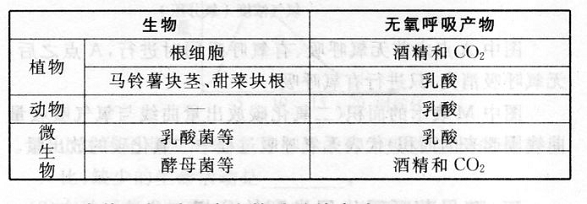 生物 无氧呼吸产物
植物 根细胞 酒精和CO₂
马铃薯块茎、甜菜块根 乳酸
动物 乳酸
微生物 乳酸菌等 乳酸
酵母菌等 酒精和CO₂